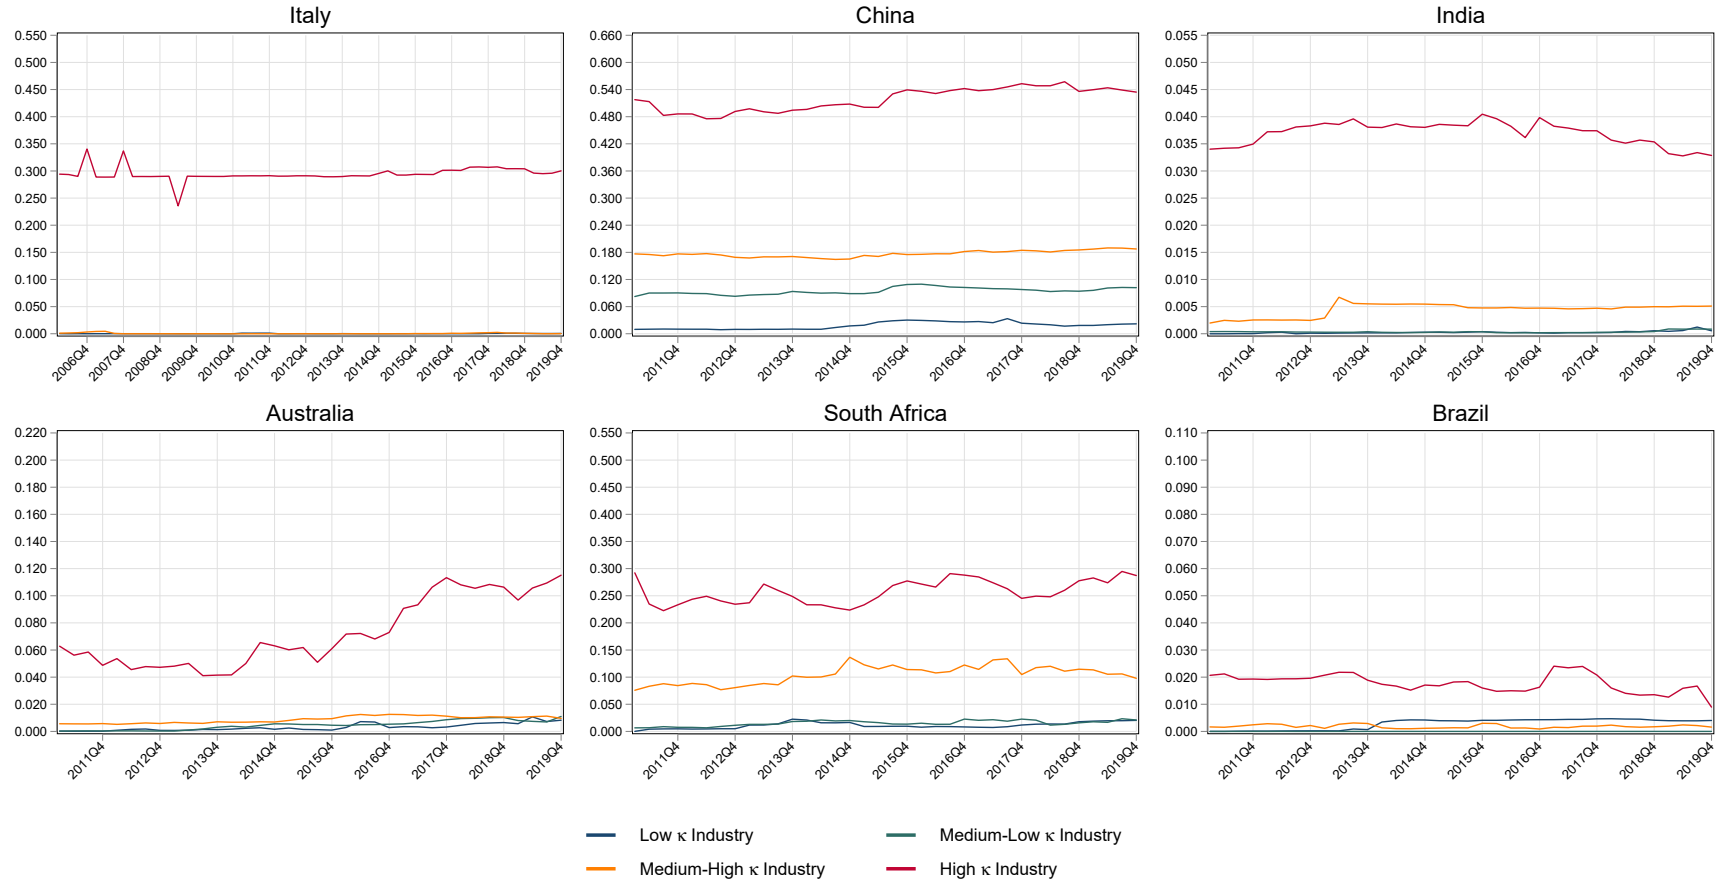 Italy
0.550
0.500
0.450
0.400
0.350
0.300
0.250
0.200
0.150
0.100
0.050
0.000
2006Q4
2007Q4
2008Q4
2009Q4
2010Q4
2011Q4
2012Q4
2013Q4
2014Q4
2015Q4
2016Q4
2017Q4
2018Q4
2019Q4
China
0.660
0.600
0.540
0.480
0.420
0.360
0.300
0.240
0.180
0.120
0.060
0.000
2011Q4
2012Q4
2013Q4
2014Q4
2015Q4
2016Q4
2017Q4
2018Q4
2019Q4
India
0.055
0.050
0.045
0.040
0.035
0.030
0.025
0.020
0.015
0.010
0.005
0.000
2011Q4
2012Q4
2013Q4
2014Q4
2015Q4
2016Q4
2017Q4
2018Q4
2019Q4
Australia
0.220
0.200
0.180
0.160
0.140
0.120
0.100
0.080
0.060
0.040
0.020
0.000
2011Q4
2012Q4
2013Q4
2014Q4
2015Q4
2016Q4
2017Q4
2018Q4
2019Q4
South Africa
0.550
0.500
0.450
0.400
0.350
0.300
0.250
0.200
0.150
0.100
0.050
0.000
2011Q4
2012Q4
2013Q4
2014Q4
2015Q4
2016Q4
2017Q4
2018Q4
2019Q4
Brazil
0.110
0.100
0.090
0.080
0.070
0.060
0.050
0.040
0.030
0.020
0.010
0.000
2011Q4
2012Q4
2013Q4
2014Q4
2015Q4
2016Q4
2017Q4
2018Q4
2019Q4
Low κ Industry
Medium-Low κ Industry
Medium-High κ Industry
High κ Industry